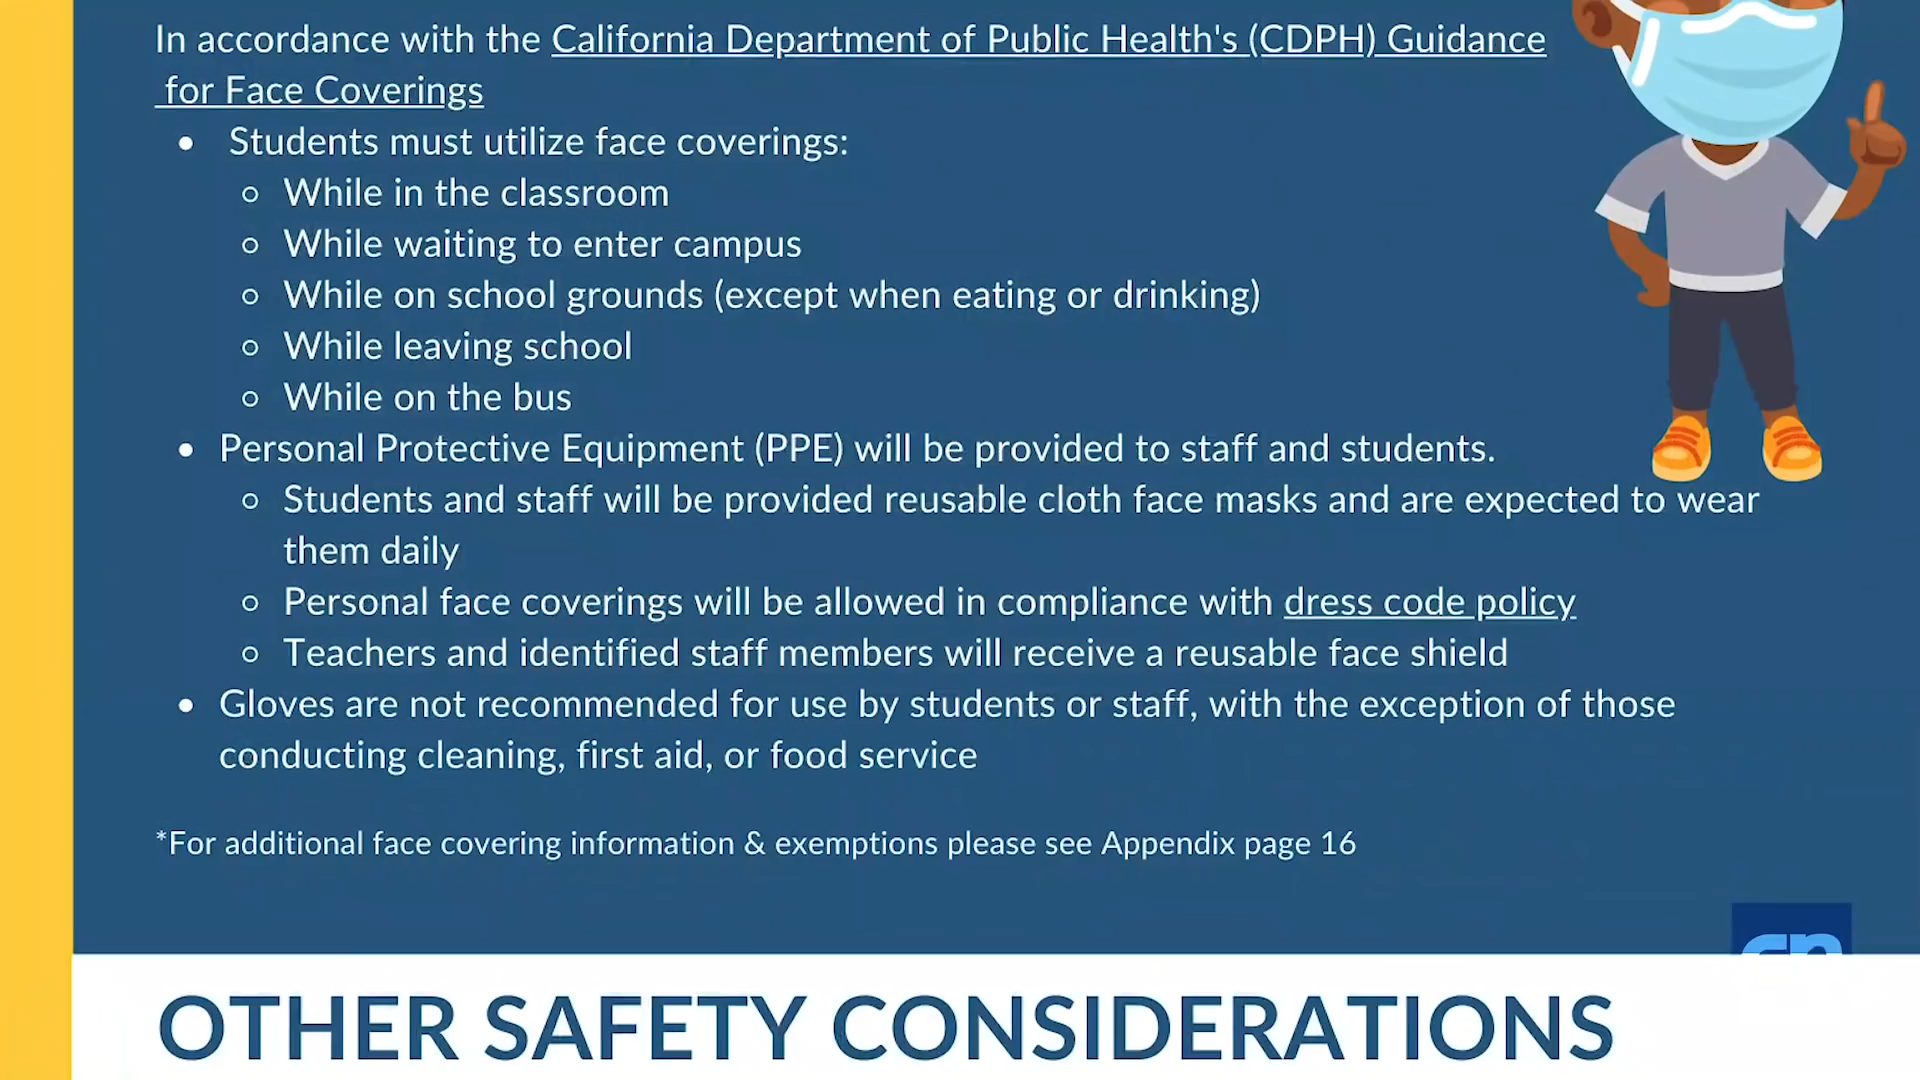 In accordance with the California Department of Public Health's (CDPH) Guidance
for Face Coverings
• Students must utilize face coverings:
○ While in the classroom
○ While waiting to enter campus
○ While on school grounds (except when eating or drinking)
○ While leaving school
○ While on the bus
• Personal Protective Equipment (PPE) will be provided to staff and students.
○ Students and staff will be provided reusable cloth face masks and are expected to wear
them daily
○ Personal face coverings will be allowed in compliance with dress code policy
○ Teachers and identified staff members will receive a reusable face shield
• Gloves are not recommended for use by students or staff, with the exception of those
conducting cleaning, first aid, or food service
*For additional face covering information & exemptions please see Appendix page 16
OTHER SAFETY CONSIDERATIONS